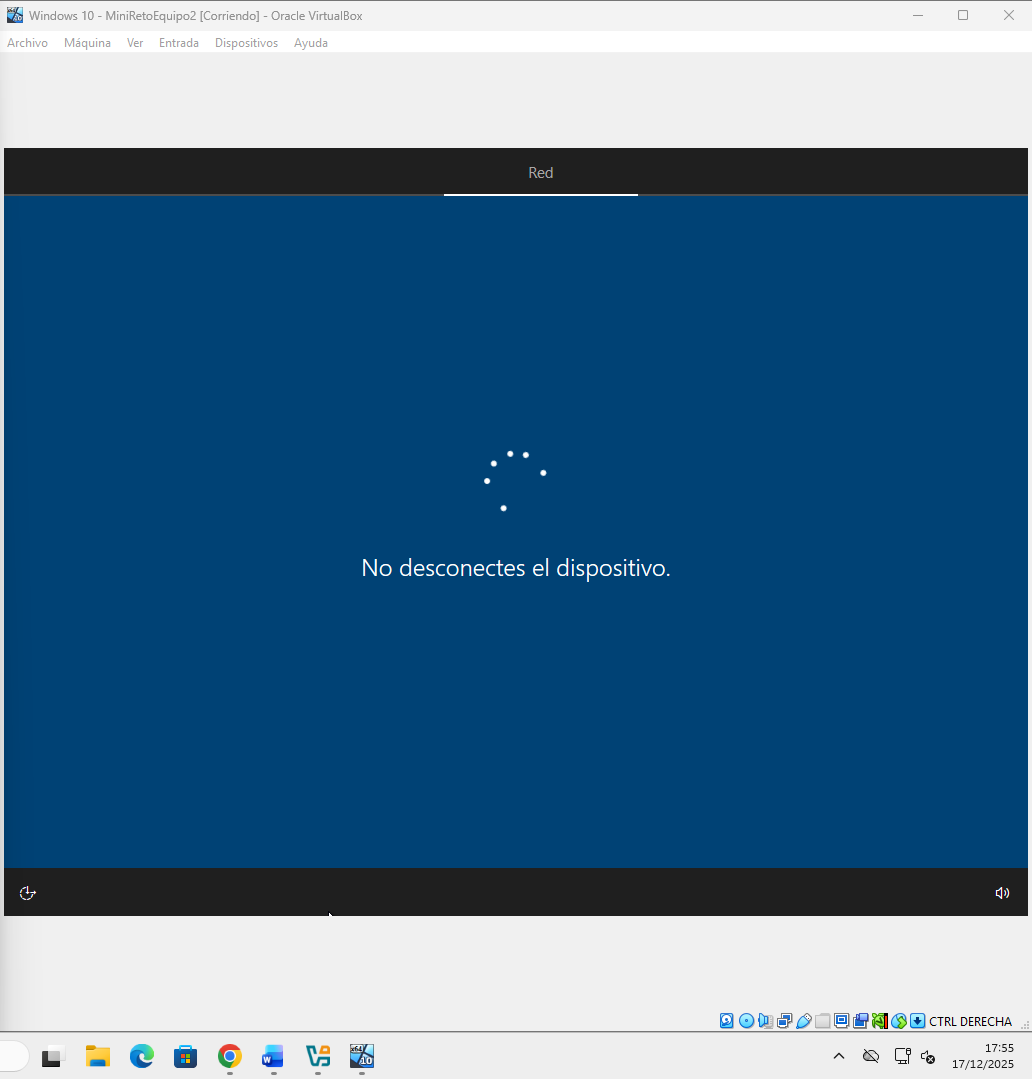 Windows 10 - MiniRetoEquipo2 [Corriendo] - Oracle VirtualBox
Archivo Máquina Ver Entrada Dispositivos Ayuda
Red
No desconectes el dispositivo.
CTRL DERECHA
17:55
17/12/2025